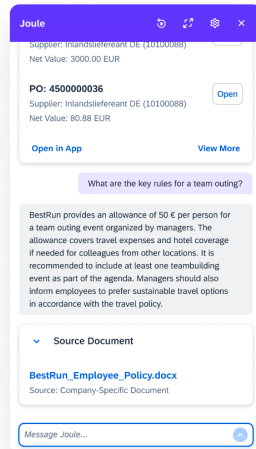 Joule
Supplier: Inlandsliefereant DE (10100088)
Net Value: 3000.00 EUR
PO: 4500000036
Open
Supplier: Inlandsliefereant DE (10100088)
Net Value: 80.88 EUR
Open in App
View More
What are the key rules for a team outing?
BestRun provides an allowance of 50 € per person for
a team outing event organized by managers. The
allowance covers travel expenses and hotel coverage
if needed for colleagues from other locations. It is
recommended to include at least one teambuilding
event as part of the agenda. Managers should also
inform employees to prefer sustainable travel options
in accordance with the travel policy.
Source Document
BestRun_Employee_Policy.docx
Source: Company-Specific Document
Message Joule...